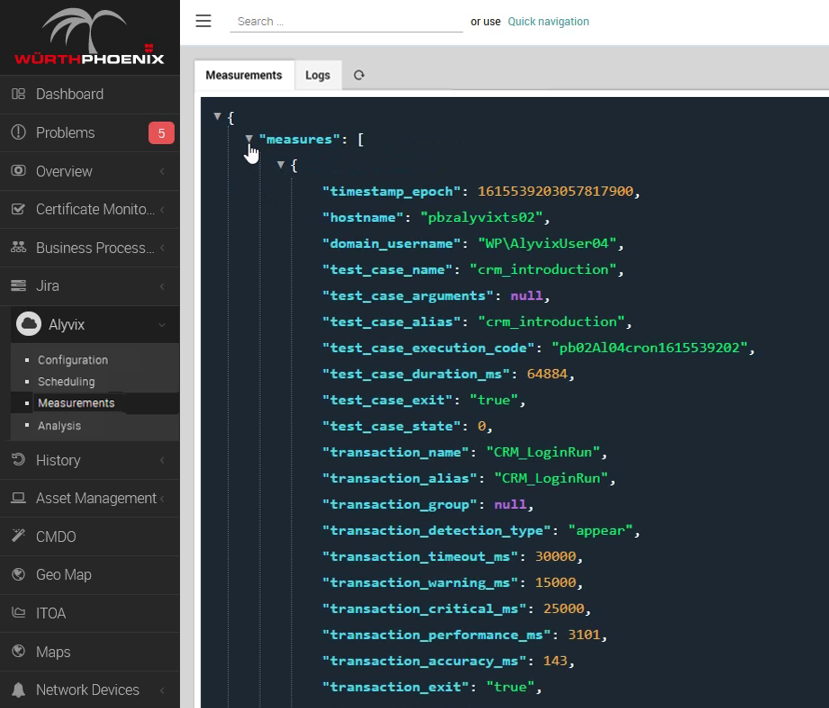 WÜRTHPHOENIX
Search ...
or use Quick navigation
Dashboard
Problems 5
Overview
Certificate Monito...
Business Process...
Jira
Alyvix
Configuration
Scheduling
Measurements
Analysis
History
Asset Management
CMDO
Geo Map
ITOA
Maps
Network Devices
Measurements Logs
{
"measures": [
{
"timestamp_epoch": 1615539203057817900,
"hostname": "pbzalyvixts02",
"domain_username": "WP\AlyvixUser04",
"test_case_name": "crm_introduction",
"test_case_arguments": null,
"test_case_alias": "crm_introduction",
"test_case_execution_code": "pb02Al04cron1615539202",
"test_case_duration_ms": 64884,
"test_case_exit": "true",
"test_case_state": 0,
"transaction_name": "CRM_LoginRun",
"transaction_alias": "CRM_LoginRun",
"transaction_group": null,
"transaction_detection_type": "appear",
"transaction_timeout_ms": 30000,
"transaction_warning_ms": 15000,
"transaction_critical_ms": 25000,
"transaction_performance_ms": 3101,
"transaction_accuracy_ms": 143,
"transaction_exit": "true",